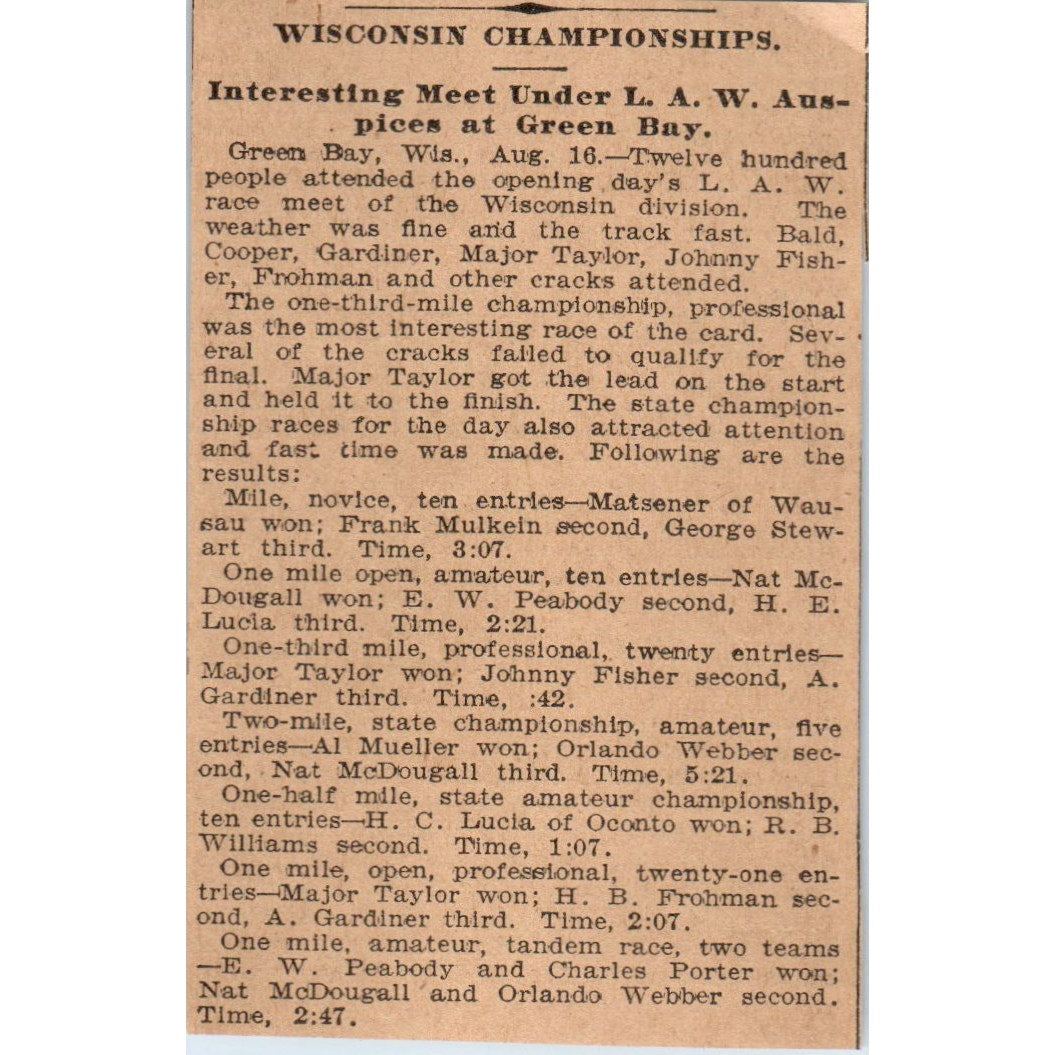 WISCONSIN CHAMPIONSHIPS.
Interesting Meet Under L. A. W. Aus-
pices at Green Bay.
Green Bay, Wis., Aug. 16.—Twelve hundred
people attended the opening day's L. A. W.
race meet of the Wisconsin division. The
weather was fine and the track fast. Bald,
Cooper, Gardiner, Major Taylor, Johnny Fish-
er, Frohman and other cracks attended.
The one-third-mile championship, professional
was the most interesting race of the card. Sev-
eral of the cracks failed to qualify for the
final. Major Taylor got the lead on the start
and held it to the finish. The state champion-
ship races for the day also attracted attention
and fast time was made. Following are the
results:
Mile, novice, ten entries—Matsener of Wau-
sau won; Frank Mulkein second, George Stew-
art third. Time, 3:07.
One mile open, amateur, ten entries—Nat Mc-
Dougall won; E. W. Peabody second, H. E.
Lucia third. Time, 2:21.
One-third mile, professional, twenty entries—
Major Taylor won; Johnny Fisher second, A.
Gardiner third. Time, :42.
Two-mile, state championship, amateur, five
entries—Al Mueller won; Orlando Webber sec-
ond, Nat McDougall third. Time, 5:21.
One-half mile, state amateur championship,
ten entries—H. C. Lucia of Oconto won; R. B.
Williams second. Time, 1:07.
One mile, open, professional, twenty-one en-
tries—Major Taylor won; H. B. Frohman sec-
ond, A. Gardiner third. Time, 2:07.
One mile, amateur, tandem race, two teams
—E. W. Peabody and Charles Porter won;
Nat McDougall and Orlando Webber second.
Time, 2:47.